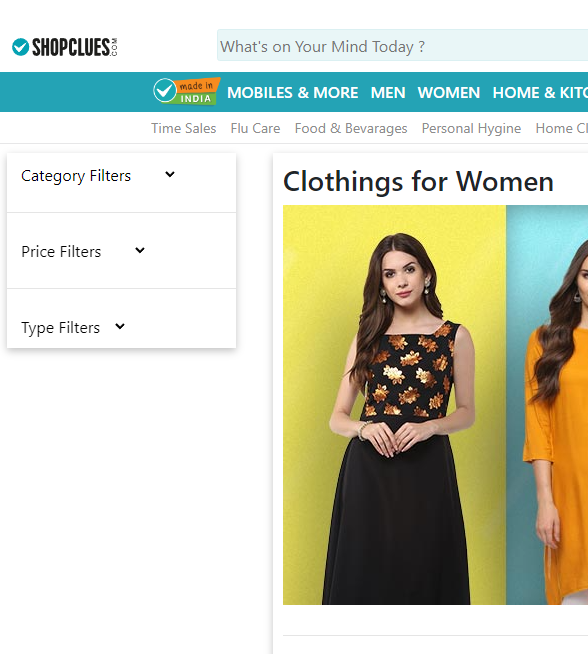 SHOPCLUES.COM
What's on Your Mind Today ?
made in
INDIA
MOBILES & MORE MEN WOMEN HOME & KITC
Time Sales Flu Care Food & Bevarages Personal Hygine Home Cl
Category Filters
Clothings for Women
Price Filters
Type Filters